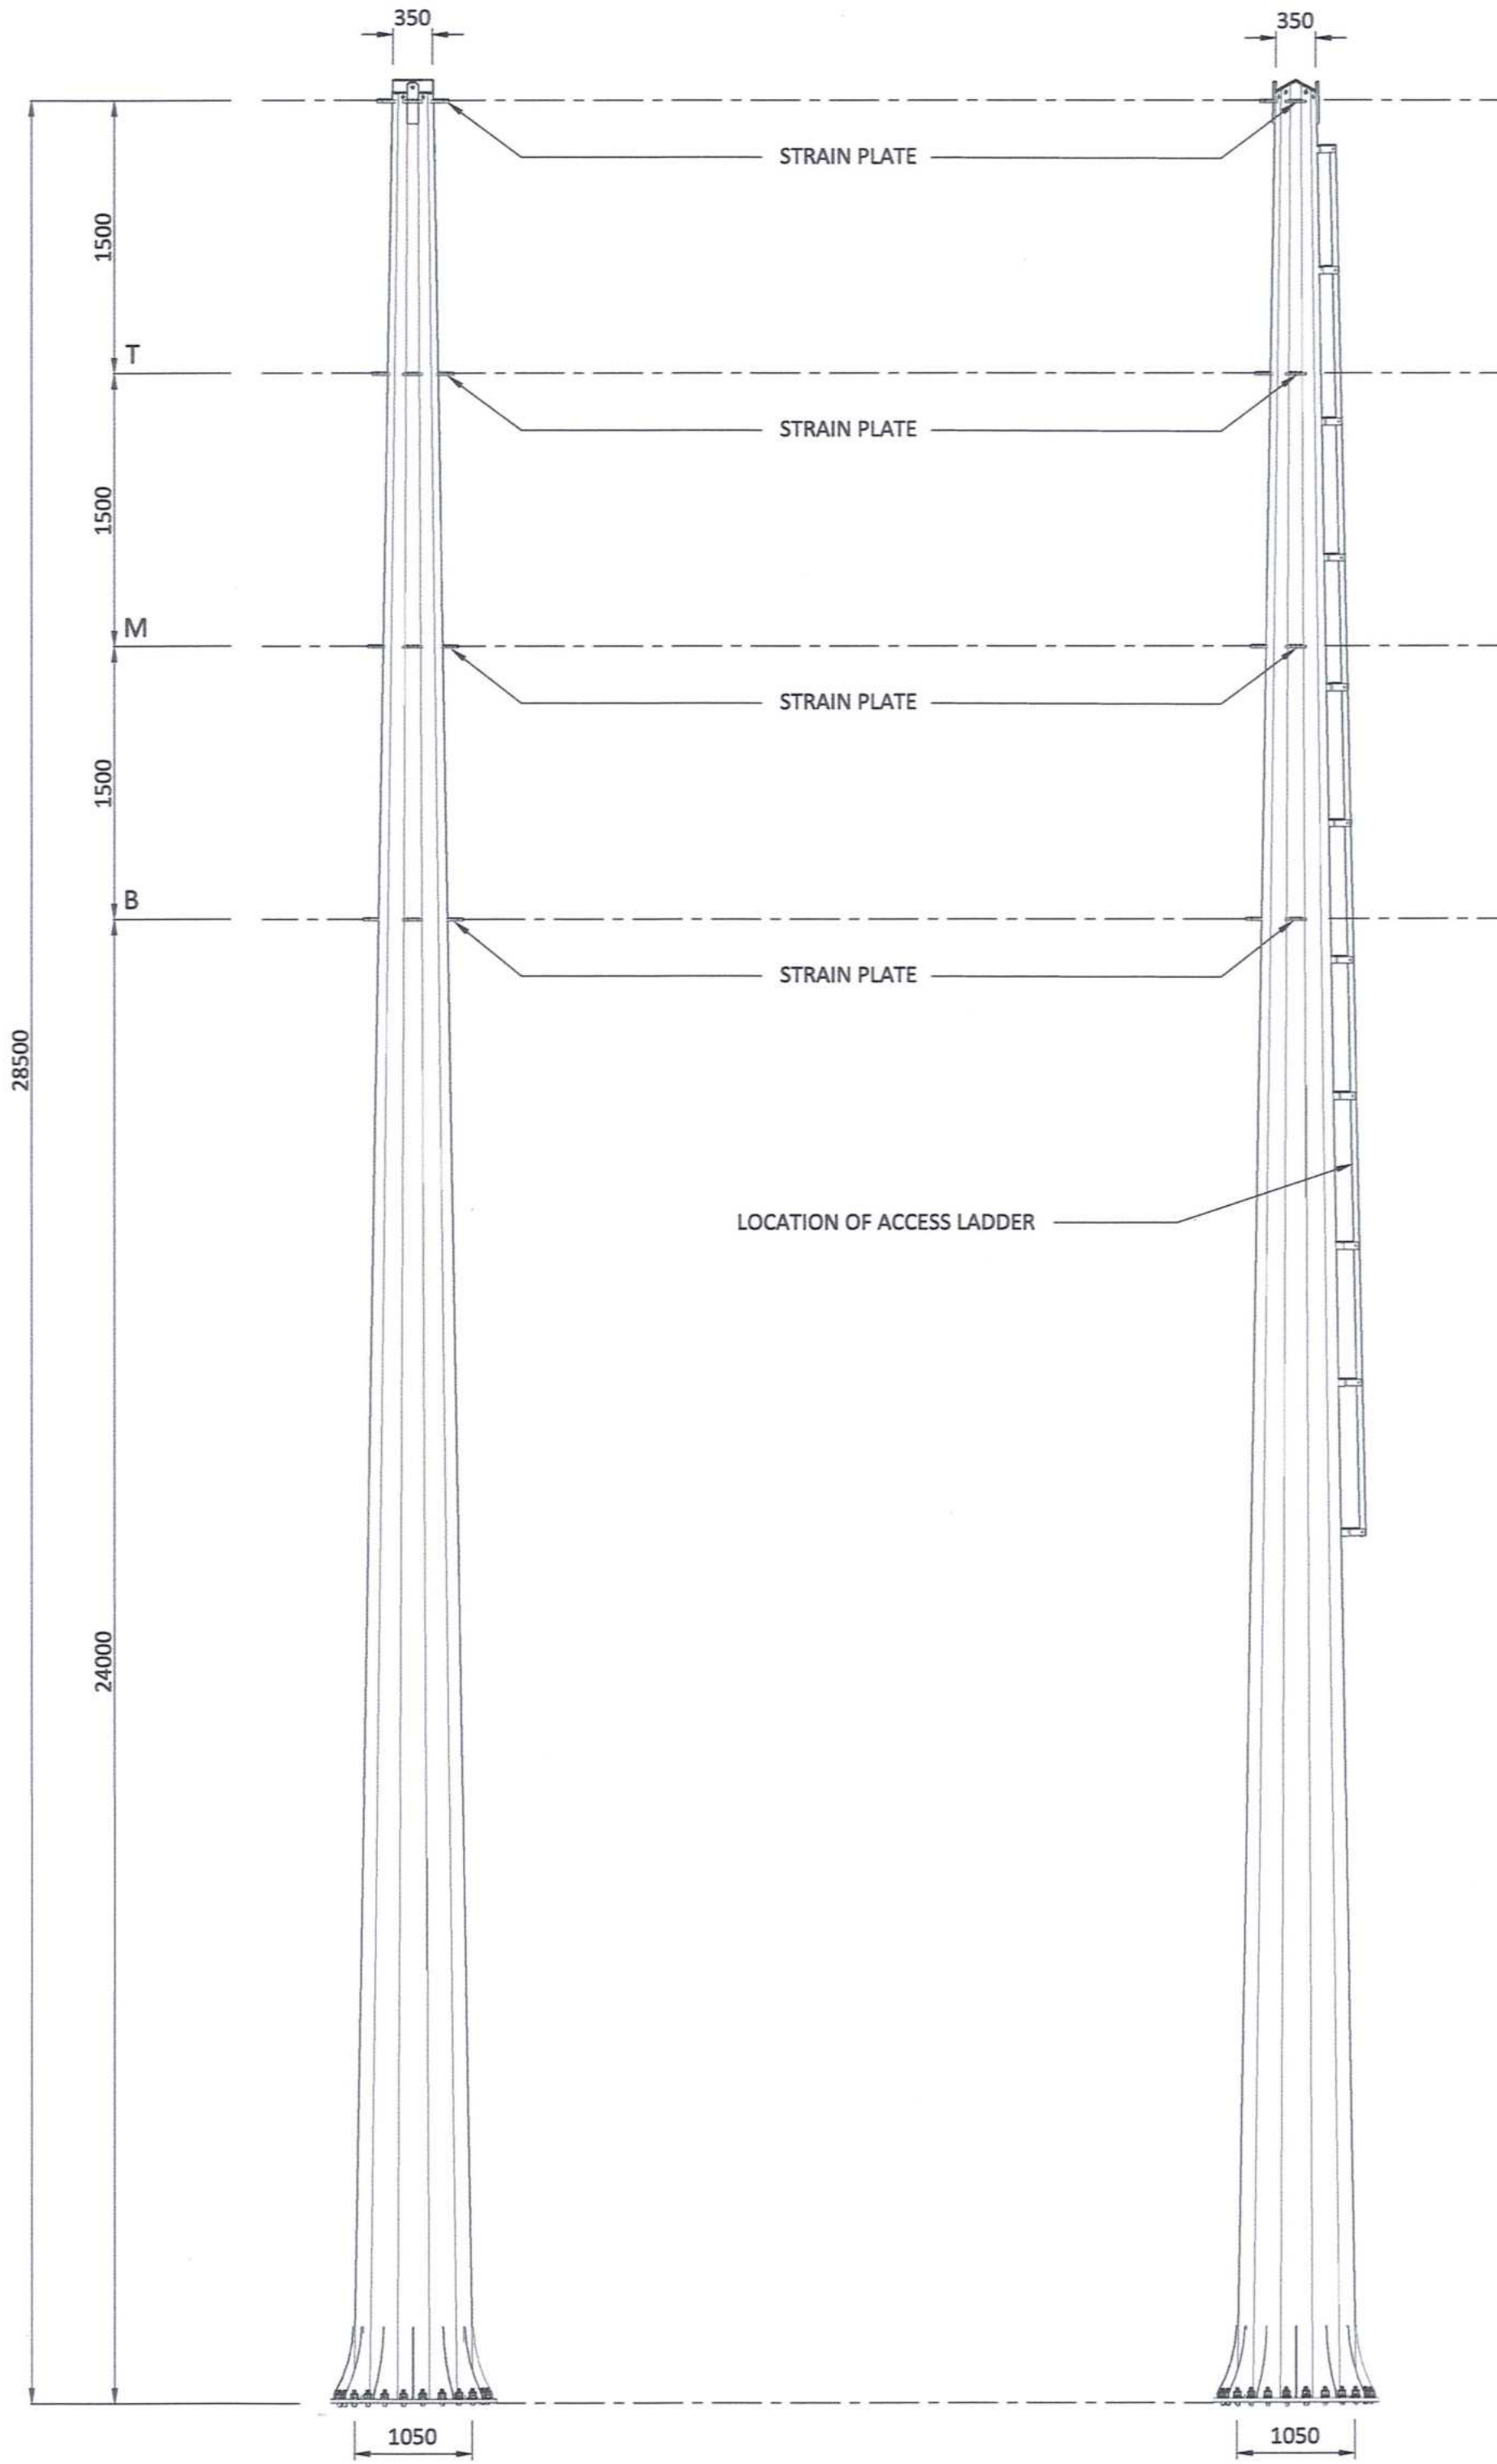 350
350
STRAIN PLATE
1500
T
STRAIN PLATE
1500
M
STRAIN PLATE
1500
B
STRAIN PLATE
28500
LOCATION OF ACCESS LADDER
24000
1050
1050